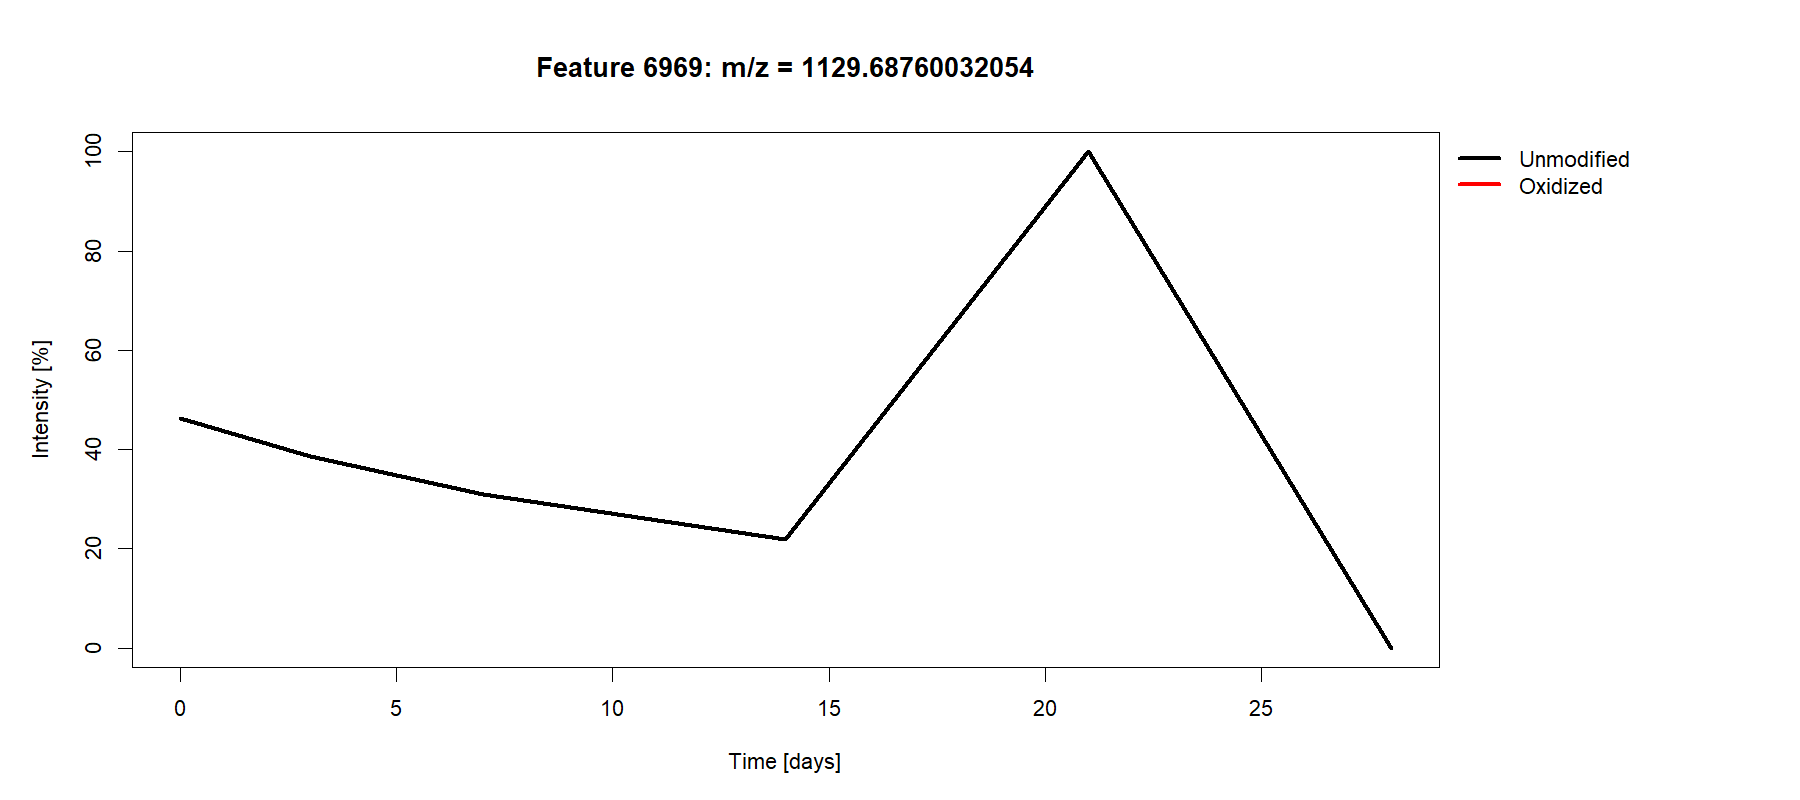 Feature 6969: m/z = 1129.68760032054
Unmodified
Oxidized
Intensity [%]
100
80
60
40
20
0
0 5 10 15 20 25
Time [days]